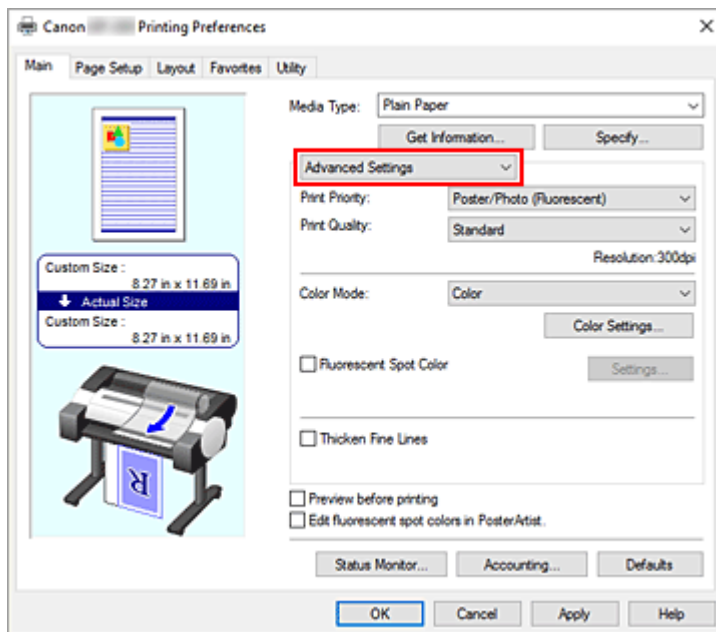 Canon Printing Preferences
Main Page Setup Layout Favorites Utility
Media Type: Plain Paper
Get Information... Specify...
Advanced Settings
Print Priority: Poster/Photo (Fluorescent)
Print Quality: Standard
Resolution:300dpi
Custom Size :
8.27 in x 11.69 in
Actual Size
Custom Size :
8.27 in x 11.69 in
Color Mode: Color
Color Settings...
Fluorescent Spot Color Settings...
Thicken Fine Lines
R
Preview before printing
Edit fluorescent spot colors in PosterArtist.
Status Monitor... Accounting... Defaults
OK Cancel Apply Help